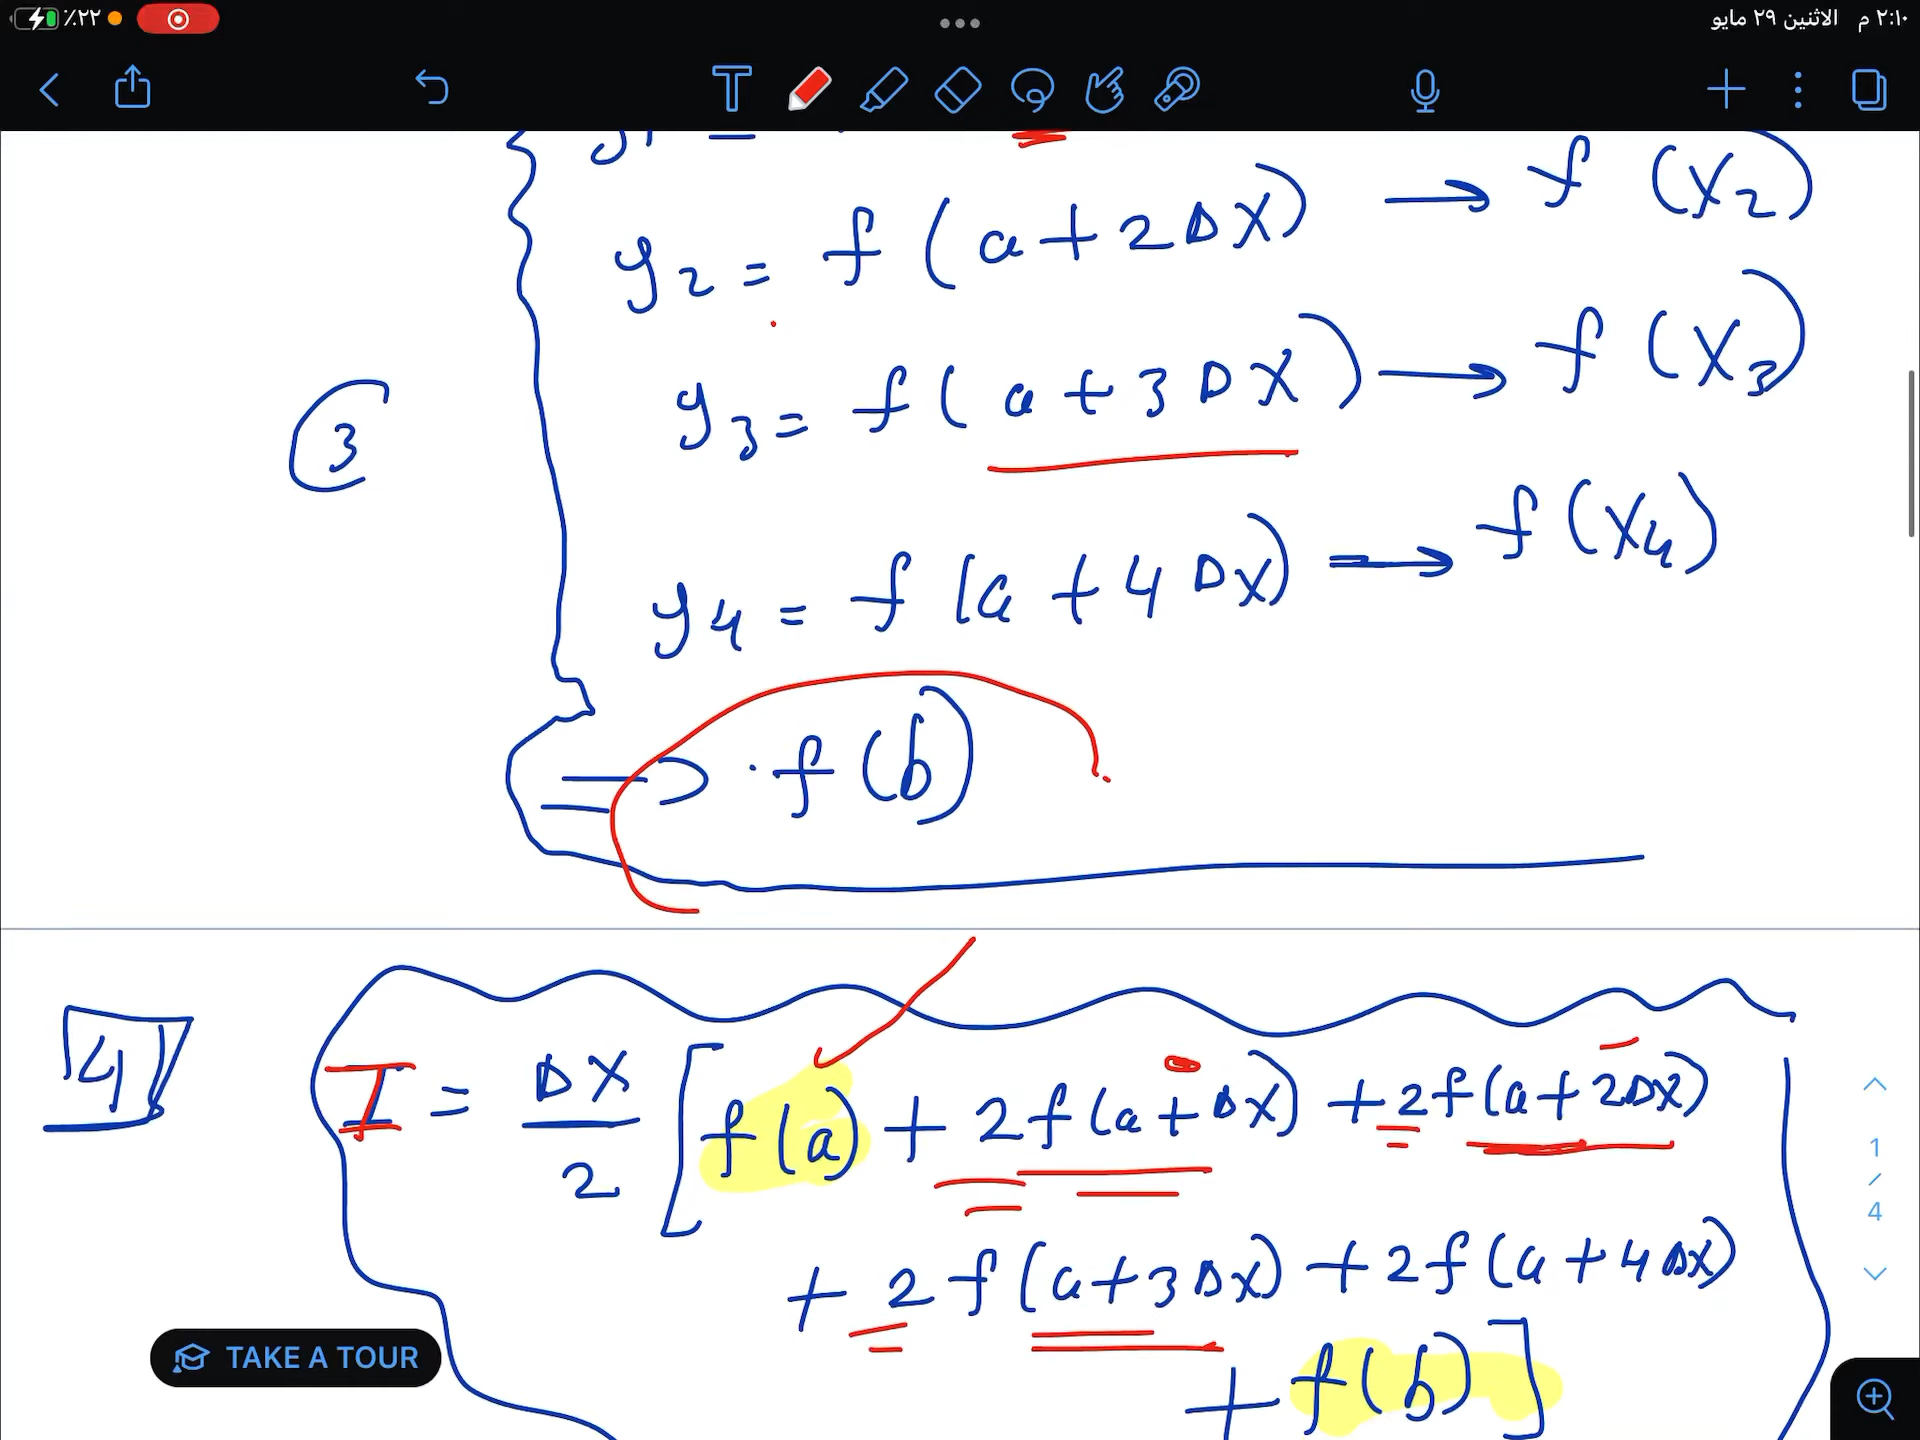 ٪٢٢
٢:١٠ م الاثنين ٢٩ مايو
T
y₂ = f (a + 2Δx) → f (x₂)
③
y₃ = f( a + 3Δx ) → f (x₃)
y₄ = f (a + 4Δx) → f (x₄)
⇒ · f (b)
4
I = Δx/2 [ f(a) + 2f(a+Δx) + 2f(a+2Δx)
+ 2f(a+3Δx) + 2f(a+4Δx)
+ f(b) ]
1
/
4
TAKE A TOUR